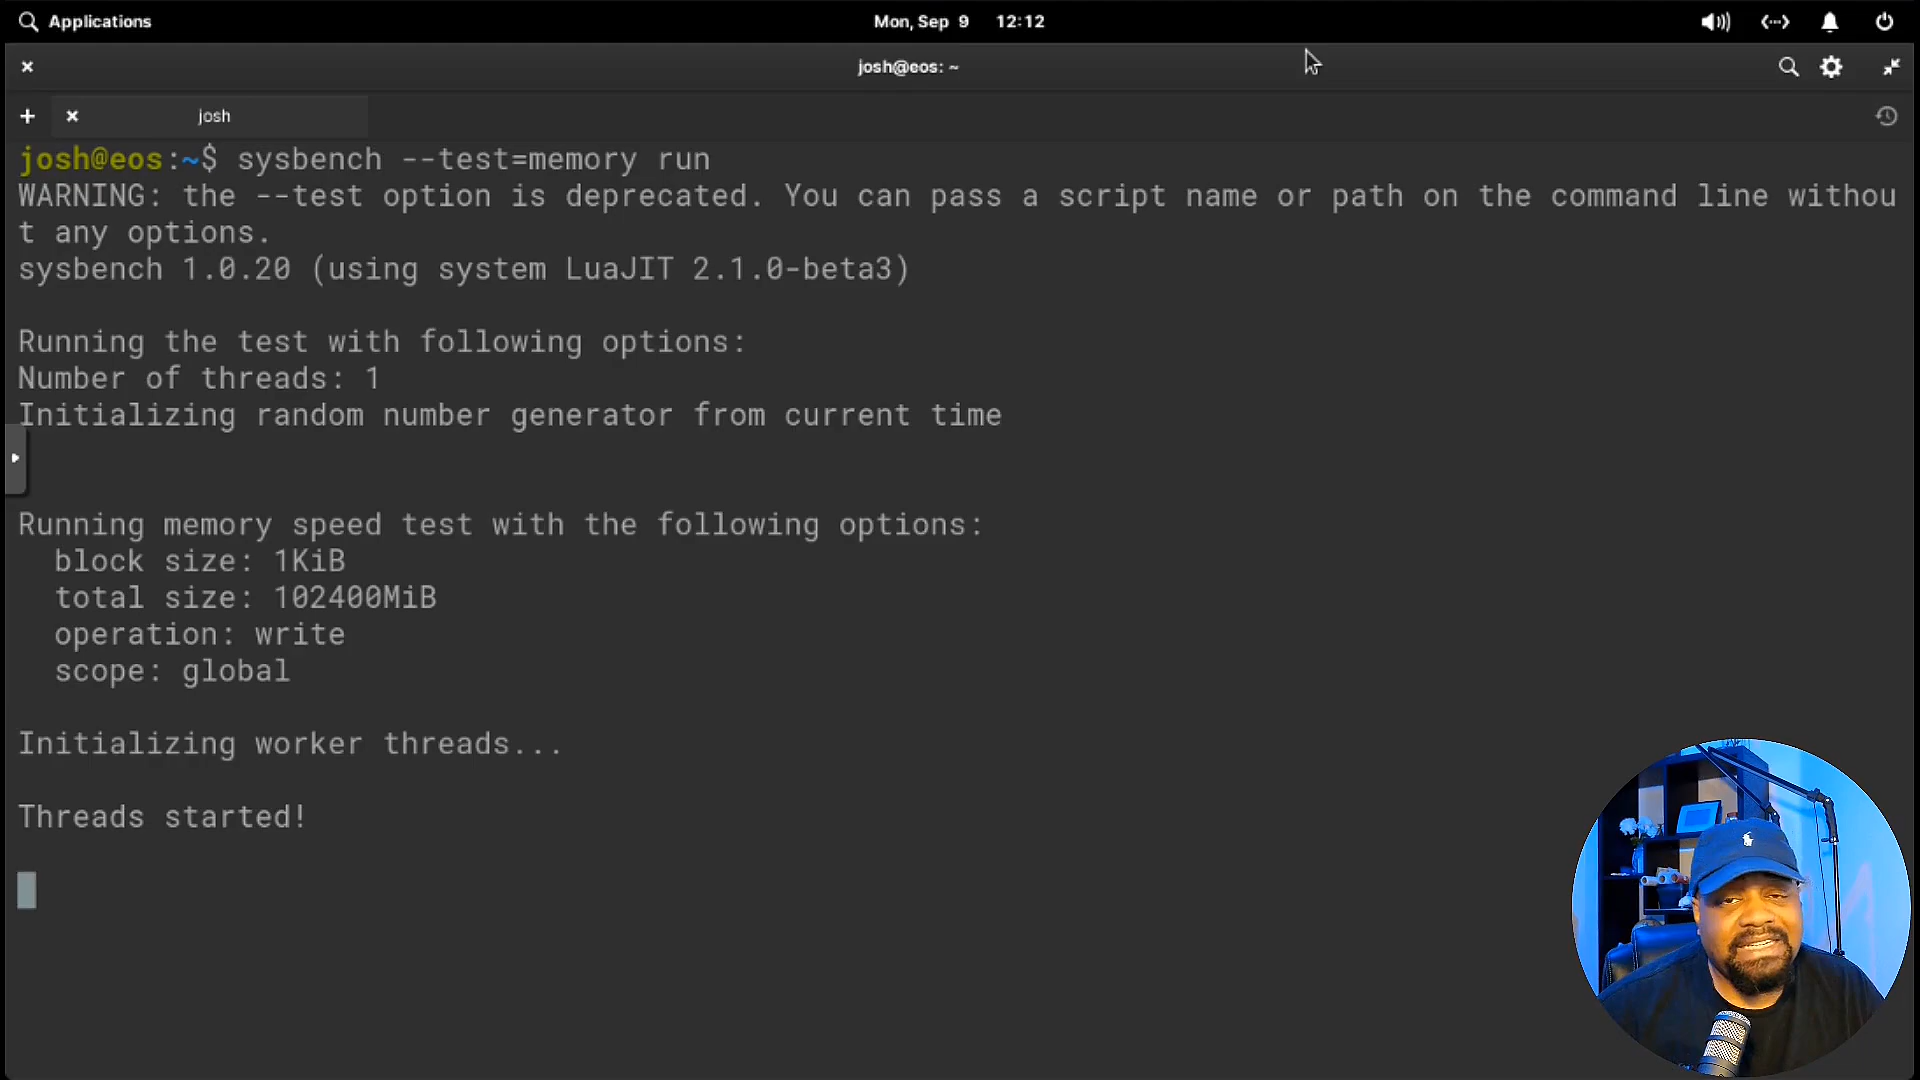 Applications
Mon, Sep 9 12:12
josh@eos: ~
josh
josh@eos:~$ sysbench --test=memory run
WARNING: the --test option is deprecated. You can pass a script name or path on the command line withou
t any options.
sysbench 1.0.20 (using system LuaJIT 2.1.0-beta3)
Running the test with following options:
Number of threads: 1
Initializing random number generator from current time
Running memory speed test with the following options:
block size: 1KiB
total size: 102400MiB
operation: write
scope: global
Initializing worker threads...
Threads started!